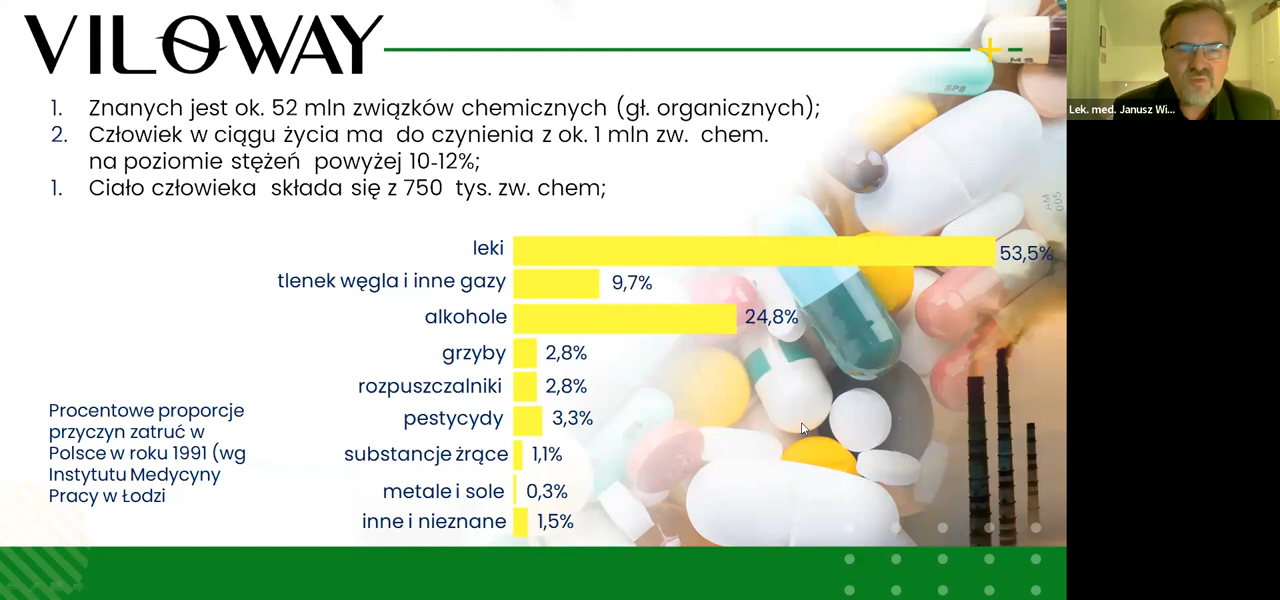 VILOWAY
Lek. med. Janusz Wi...
1. Znanych jest ok. 52 mln związków chemicznych (gł. organicznych);
2. Człowiek w ciągu życia ma do czynienia z ok. 1 mln zw. chem.
na poziomie stężeń powyżej 10-12%;
1. Ciało człowieka składa się z 750 tys. zw. chem;
leki 53,5%
tlenek węgla i inne gazy 9,7%
alkohole 24,8%
grzyby 2,8%
rozpuszczalniki 2,8%
pestycydy 3,3%
substancje żrące 1,1%
metale i sole 0,3%
inne i nieznane 1,5%
Procentowe proporcje
przyczyn zatruć w
Polsce w roku 1991 (wg
Instytutu Medycyny
Pracy w Łodzi